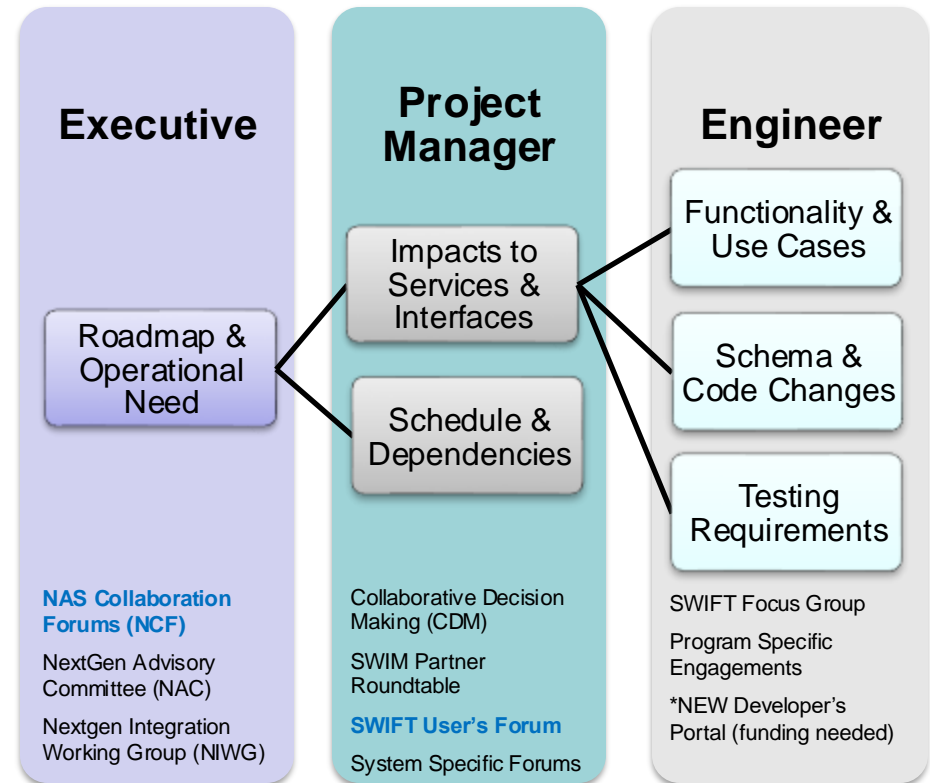 Executive
Roadmap &
Operational
Need
NAS Collaboration
Forums (NCF)
NextGen Advisory
Committee (NAC)
Nextgen Integration
Working Group (NIWG)
Project
Manager
Impacts to
Services &
Interfaces
Schedule &
Dependencies
Collaborative Decision
Making (CDM)
SWIM Partner
Roundtable
SWIFT User’s Forum
System Specific Forums
Engineer
Functionality &
Use Cases
Schema &
Code Changes
Testing
Requirements
SWIFT Focus Group
Program Specific
Engagements
*NEW Developer’s
Portal (funding needed)